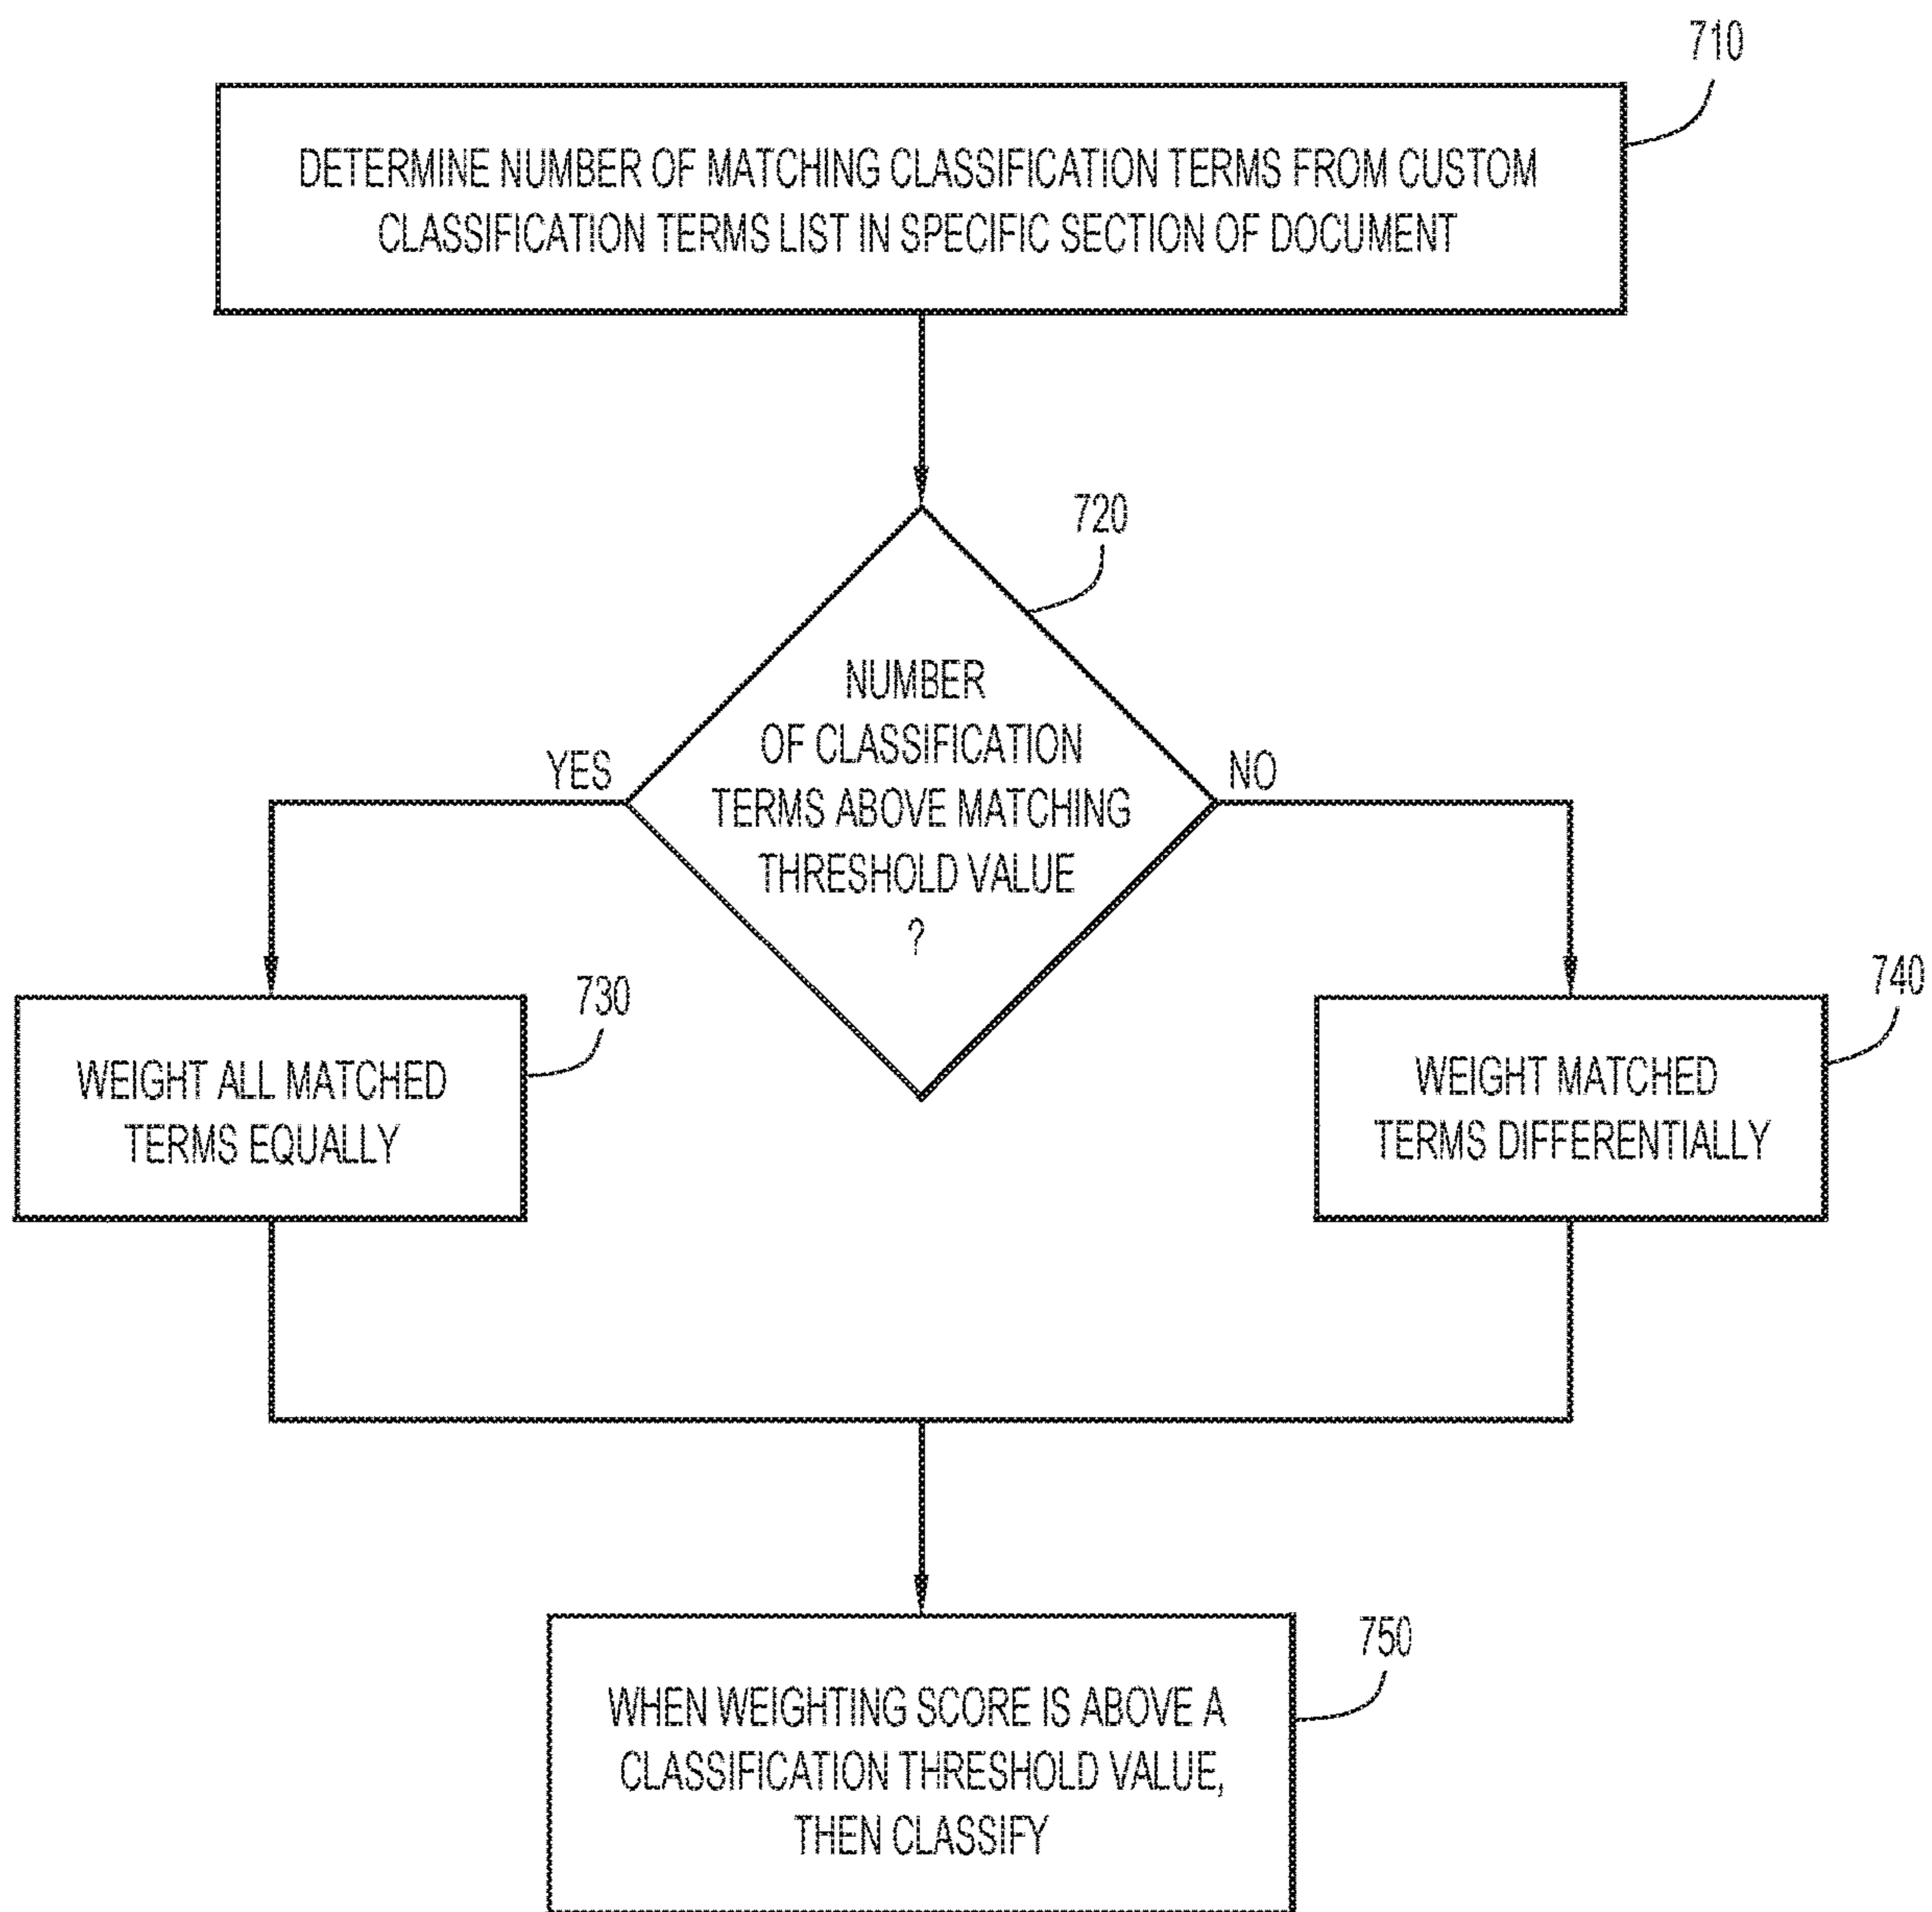 710
DETERMINE NUMBER OF MATCHING CLASSIFICATION TERMS FROM CUSTOM
CLASSIFICATION TERMS LIST IN SPECIFIC SECTION OF DOCUMENT
720
NUMBER
OF CLASSIFICATION
TERMS ABOVE MATCHING
THRESHOLD VALUE
?
YES
NO
730
WEIGHT ALL MATCHED
TERMS EQUALLY
740
WEIGHT MATCHED
TERMS DIFFERENTIALLY
750
WHEN WEIGHTING SCORE IS ABOVE A
CLASSIFICATION THRESHOLD VALUE,
THEN CLASSIFY